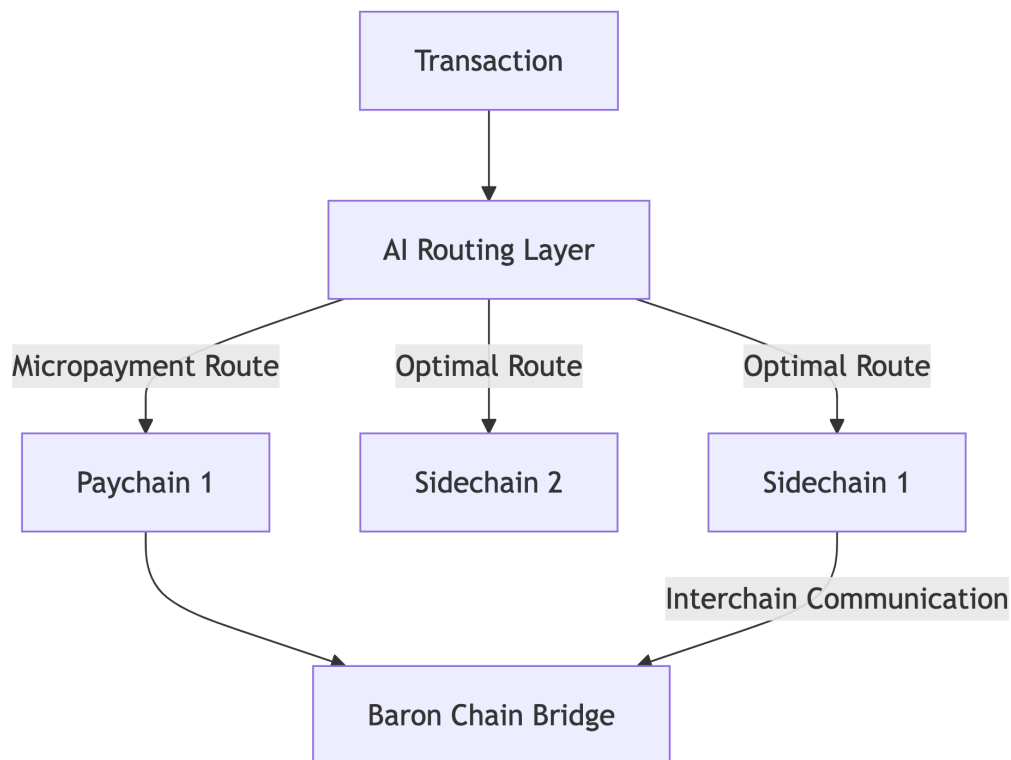 Transaction
AI Routing Layer
Micropayment Route
Optimal Route
Optimal Route
Paychain 1
Sidechain 2
Sidechain 1
Interchain Communication
Baron Chain Bridge